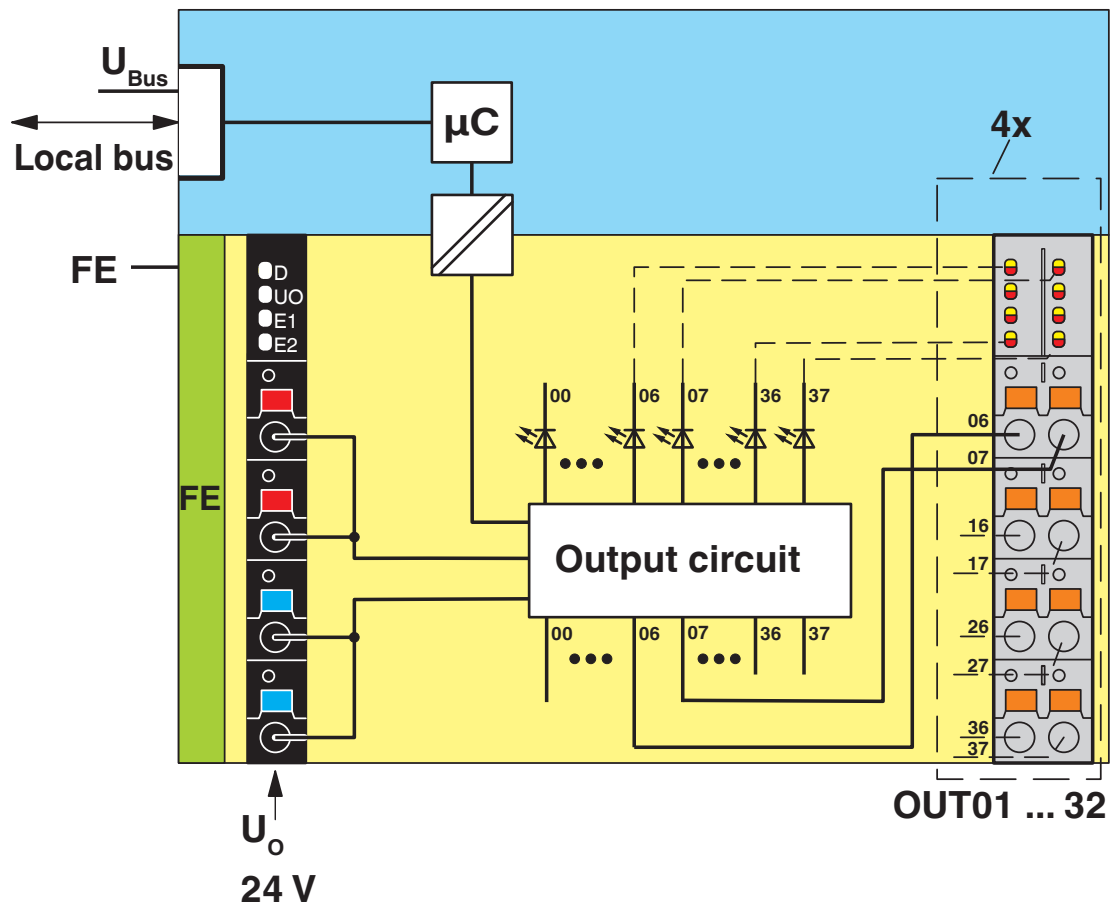 U Bus
Local bus
µC
4x
FE
D
UO
E1
E2
FE
00
06
07
36
37
06
07
16
17
26
27
36
37
Output circuit
00
06
07
36
37
OUT01 ... 32
U O
24 V